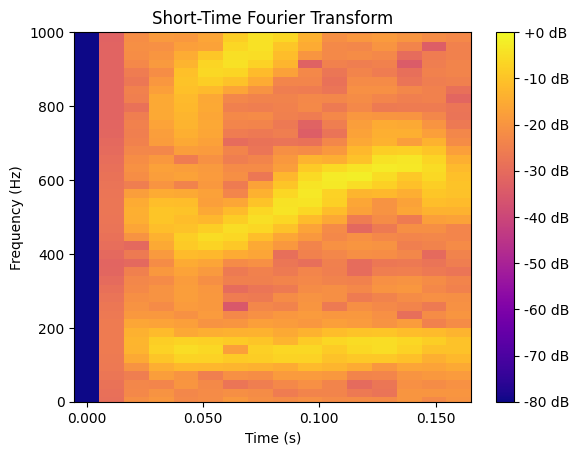 Short-Time Fourier Transform
1000
800
600
400
200
0
Frequency (Hz)
0.000
0.050
0.100
0.150
Time (s)
+0 dB
-10 dB
-20 dB
-30 dB
-40 dB
-50 dB
-60 dB
-70 dB
-80 dB